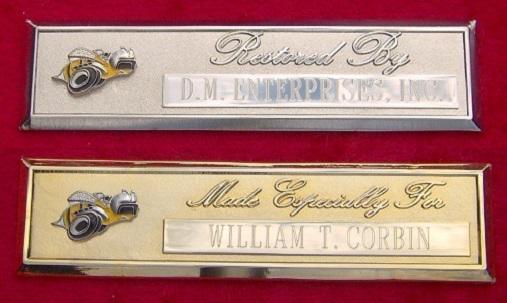 Restored By
D.M. ENTERPRISES, INC.
Made Especially For
WILLIAM T. CORBIN